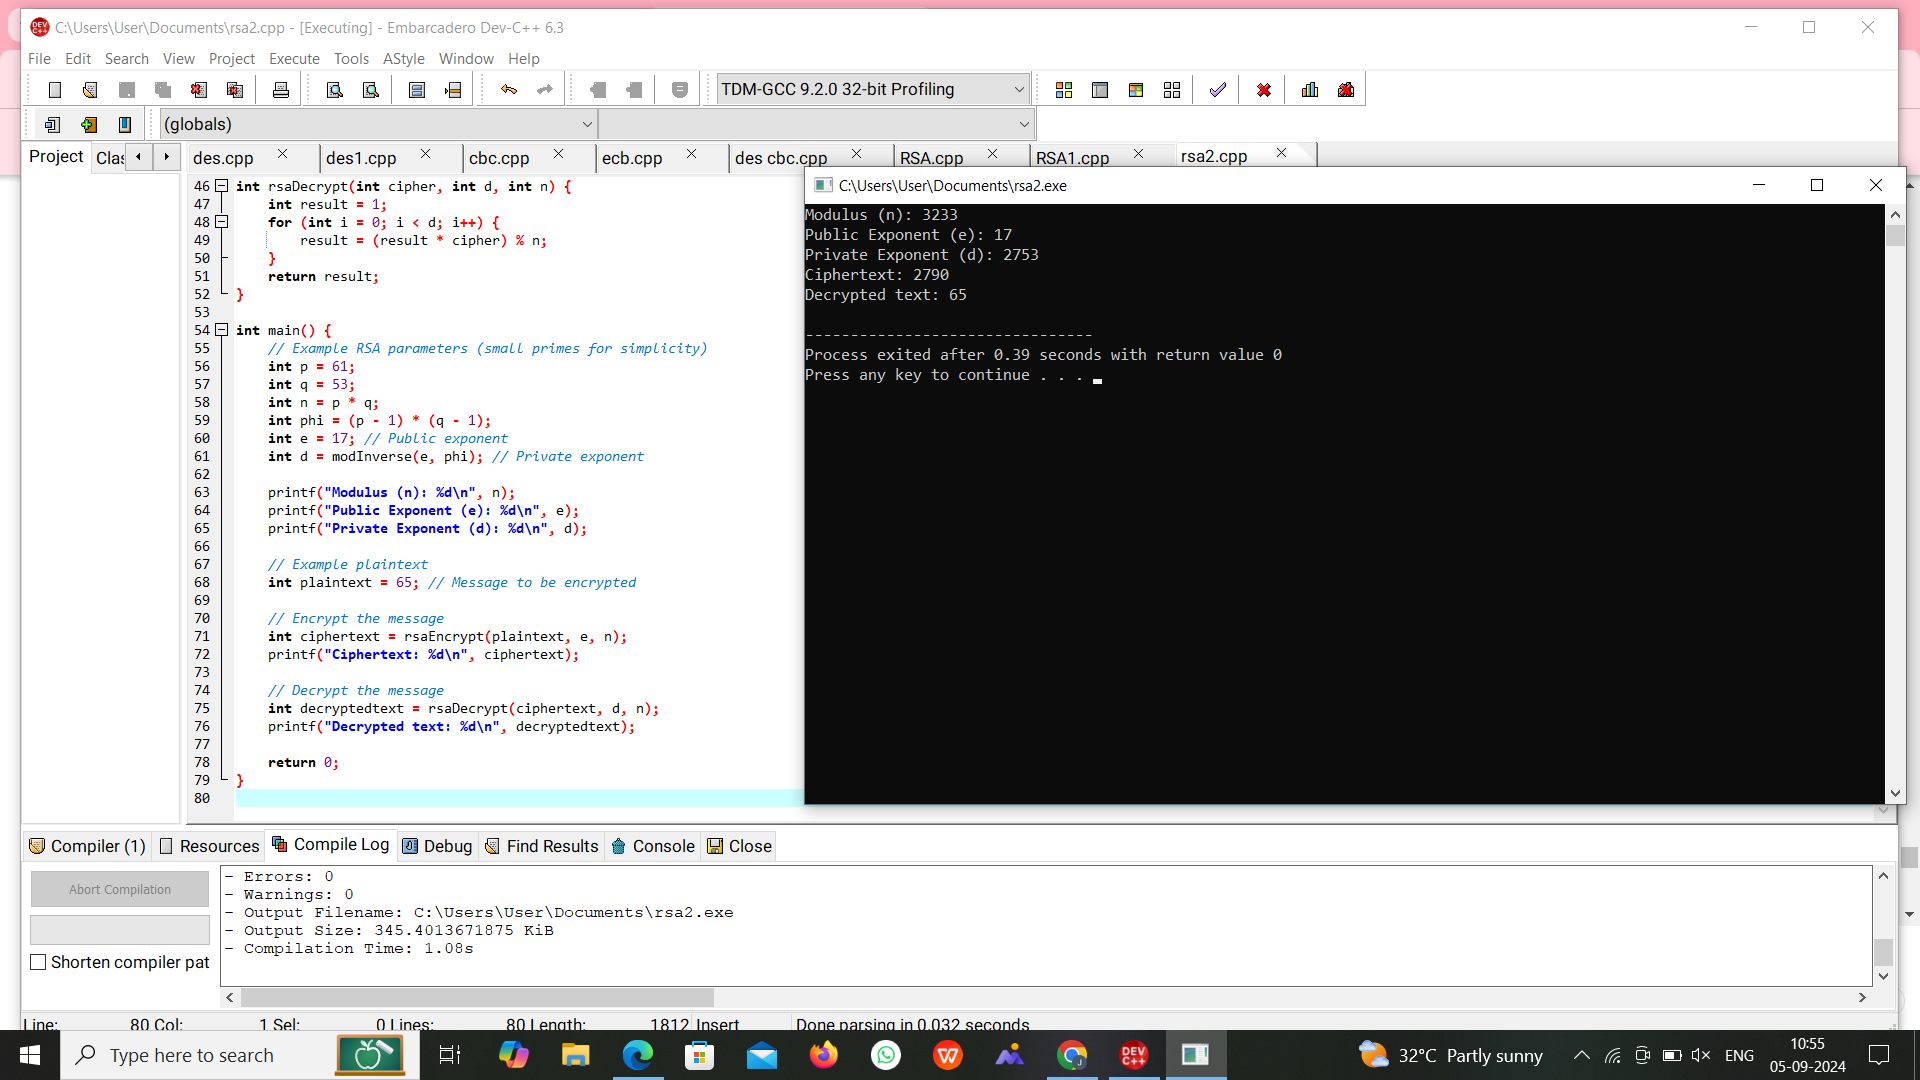 C:\Users\User\Documents\rsa2.cpp - [Executing] - Embarcadero Dev-C++ 6.3
File Edit Search View Project Execute Tools AStyle Window Help
TDM-GCC 9.2.0 32-bit Profiling
(globals)
Project Clas des.cpp des1.cpp cbc.cpp ecb.cpp des cbc.cpp RSA.cpp RSA1.cpp rsa2.cpp
46 int rsaDecrypt(int cipher, int d, int n) {
47 int result = 1;
48 for (int i = 0; i < d; i++) {
49 result = (result * cipher) % n;
50 }
51 return result;
52 }
53
54 int main() {
55 // Example RSA parameters (small primes for simplicity)
56 int p = 61;
57 int q = 53;
58 int n = p * q;
59 int phi = (p - 1) * (q - 1);
60 int e = 17; // Public exponent
61 int d = modInverse(e, phi); // Private exponent
62
63 printf("Modulus (n): %d\n", n);
64 printf("Public Exponent (e): %d\n", e);
65 printf("Private Exponent (d): %d\n", d);
66
67 // Example plaintext
68 int plaintext = 65; // Message to be encrypted
69
70 // Encrypt the message
71 int ciphertext = rsaEncrypt(plaintext, e, n);
72 printf("Ciphertext: %d\n", ciphertext);
73
74 // Decrypt the message
75 int decryptedtext = rsaDecrypt(ciphertext, d, n);
76 printf("Decrypted text: %d\n", decryptedtext);
77
78 return 0;
79 }
80
C:\Users\User\Documents\rsa2.exe
Modulus (n): 3233
Public Exponent (e): 17
Private Exponent (d): 2753
Ciphertext: 2790
Decrypted text: 65
--------------------------------
Process exited after 0.39 seconds with return value 0
Press any key to continue . . .
Compiler (1) Resources Compile Log Debug Find Results Console Close
Abort Compilation
Shorten compiler pat
- Errors: 0
- Warnings: 0
- Output Filename: C:\Users\User\Documents\rsa2.exe
- Output Size: 345.4013671875 KiB
- Compilation Time: 1.08s
Line: 80 Col: 1 Sel: 0 Lines: 80 Length: 1812 Insert Done parsing in 0.032 seconds
Type here to search
DEV C++
32°C Partly sunny
ENG
10:55
05-09-2024